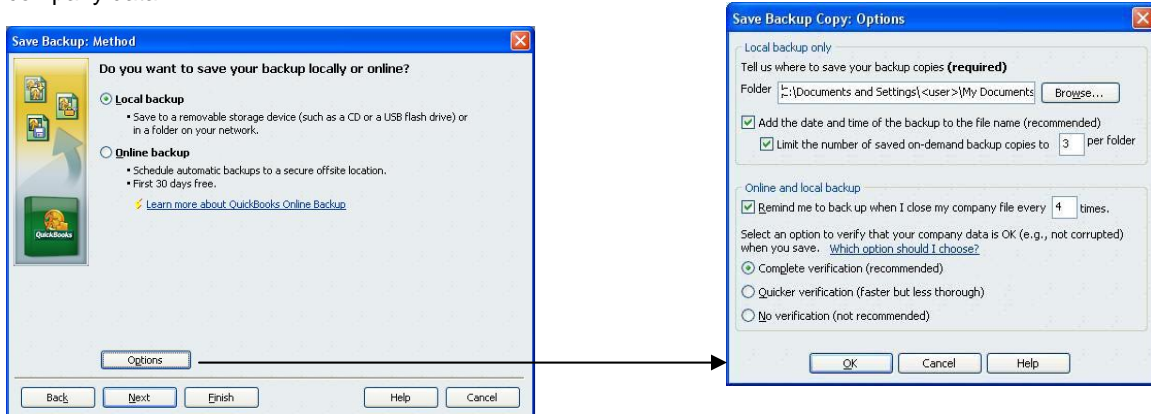 Save Backup: Method
Do you want to save your backup locally or online?
Local backup
• Save to a removable storage device (such as a CD or a USB flash drive) or
in a folder on your network.
Online backup
• Schedule automatic backups to a secure offsite location.
• First 30 days free.
Learn more about QuickBooks Online Backup
QuickBooks
Options
Back
Next
Finish
Help
Cancel
Save Backup Copy: Options
Local backup only
Tell us where to save your backup copies (required)
Folder
:\Documents and Settings\<user>\My Documents
Browse...
Add the date and time of the backup to the file name (recommended)
Limit the number of saved on-demand backup copies to 3 per folder
Online and local backup
Remind me to back up when I close my company file every 4 times.
Select an option to verify that your company data is OK (e.g., not corrupted)
when you save. Which option should I choose?
Complete verification (recommended)
Quicker verification (faster but less thorough)
No verification (not recommended)
OK
Cancel
Help